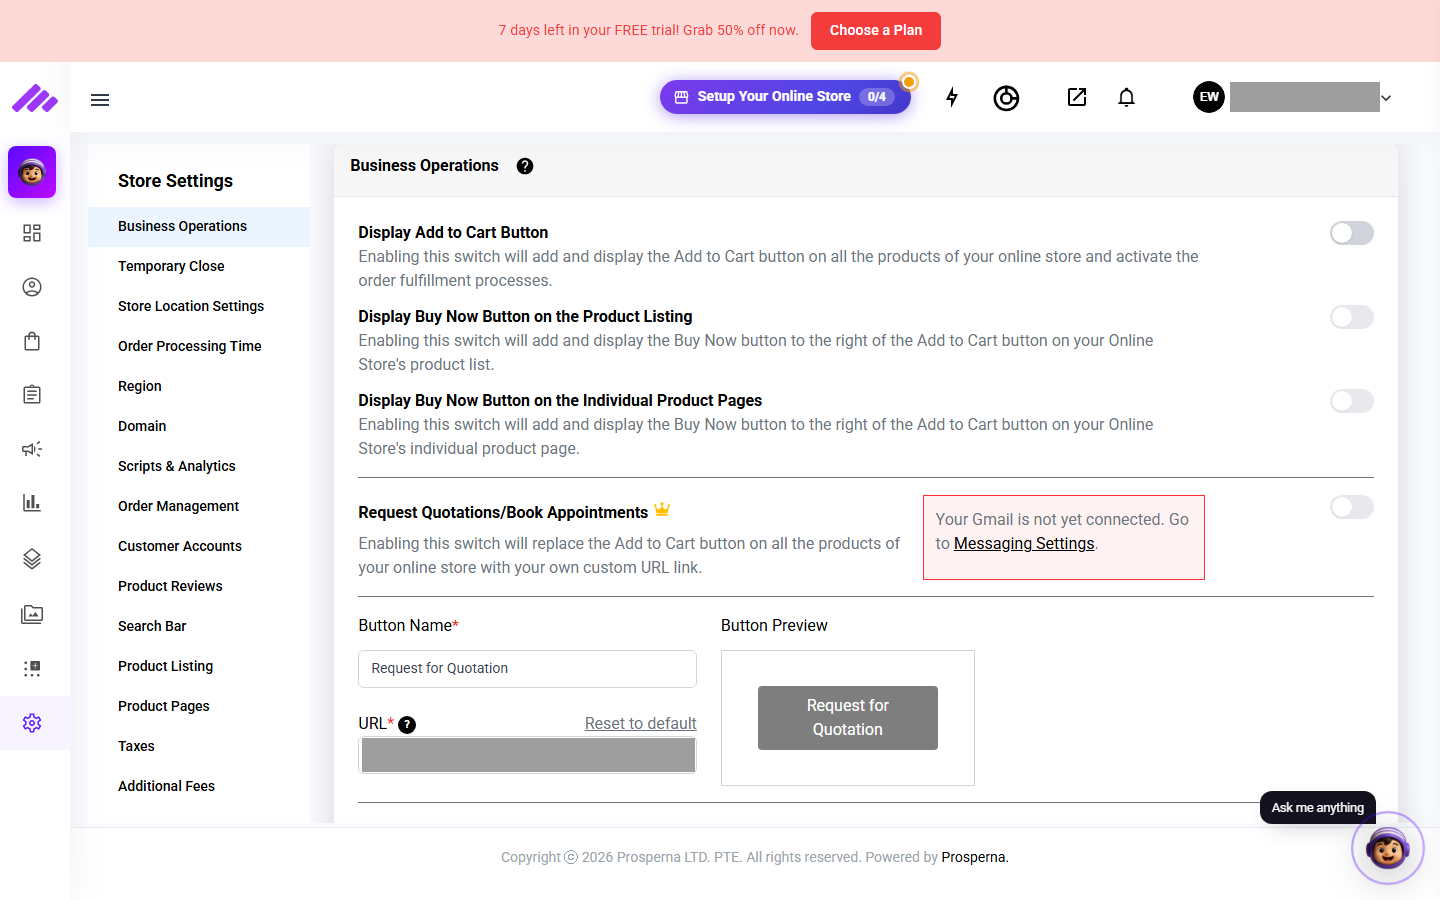 7 days left in your FREE trial! Grab 50% off now.
Choose a Plan
Setup Your Online Store 0/4
EW
Store Settings
Business Operations
Temporary Close
Store Location Settings
Order Processing Time
Region
Domain
Scripts & Analytics
Order Management
Customer Accounts
Product Reviews
Search Bar
Product Listing
Product Pages
Taxes
Additional Fees
Business Operations ?
Display Add to Cart Button
Enabling this switch will add and display the Add to Cart button on all the products of your online store and activate the
order fulfillment processes.
Display Buy Now Button on the Product Listing
Enabling this switch will add and display the Buy Now button to the right of the Add to Cart button on your Online
Store's product list.
Display Buy Now Button on the Individual Product Pages
Enabling this switch will add and display the Buy Now button to the right of the Add to Cart button on your Online
Store's individual product page.
Request Quotations/Book Appointments
Enabling this switch will replace the Add to Cart button on all the products of
your online store with your own custom URL link.
Your Gmail is not yet connected. Go
to Messaging Settings.
Button Name*
Request for Quotation
URL* ?
Reset to default
Button Preview
Request for
Quotation
Ask me anything
Copyright © 2026 Prosperna LTD. PTE. All rights reserved. Powered by Prosperna.